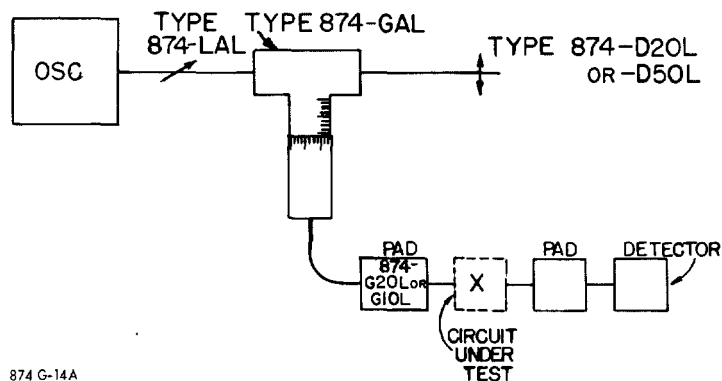 OSC
TYPE
874-LAL
TYPE 874-GAL
TYPE 874-D20L
OR -D50L
PAD
874-
G20L OR
G10L
X
PAD
DETECTOR
CIRCUIT
UNDER
TEST
874 G-14A